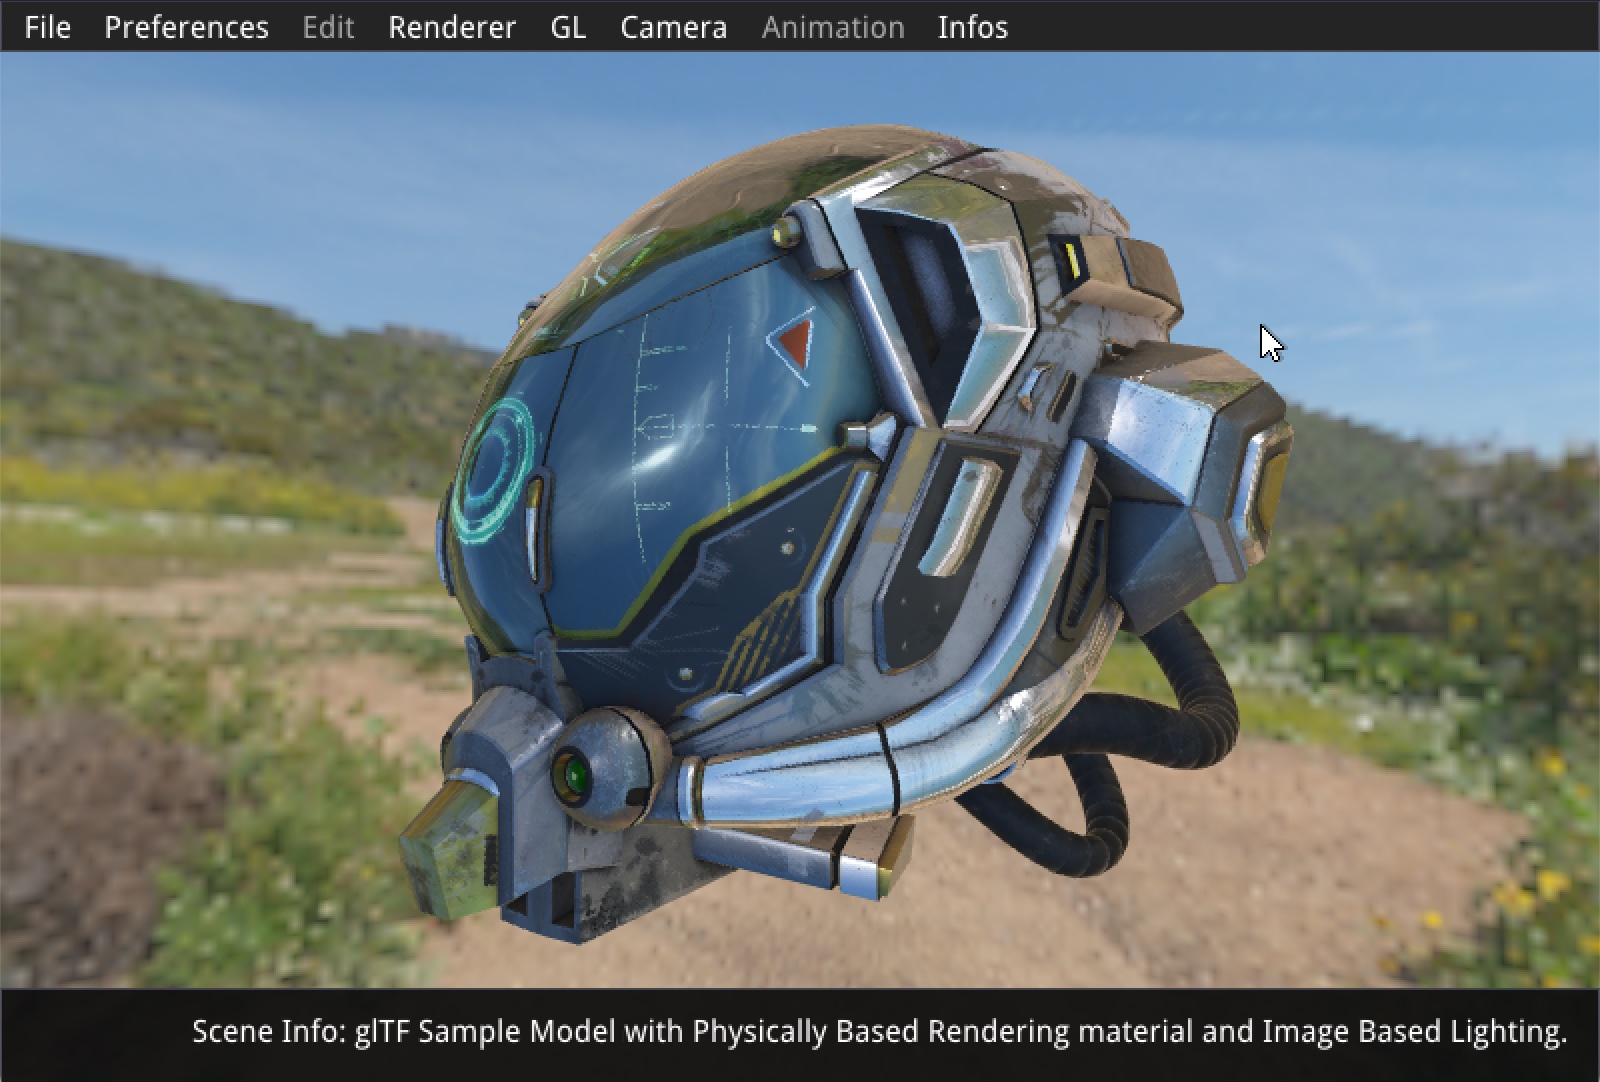 File Preferences Edit Renderer GL Camera Animation Infos
Scene Info: glTF Sample Model with Physically Based Rendering material and Image Based Lighting.